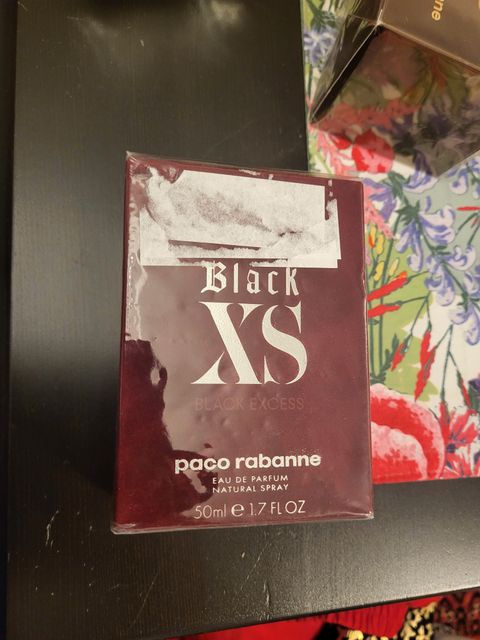 Black
XS
BLACK EXCESS
paco rabanne
EAU DE PARFUM
NATURAL SPRAY
50ml e 1.7 FL OZ